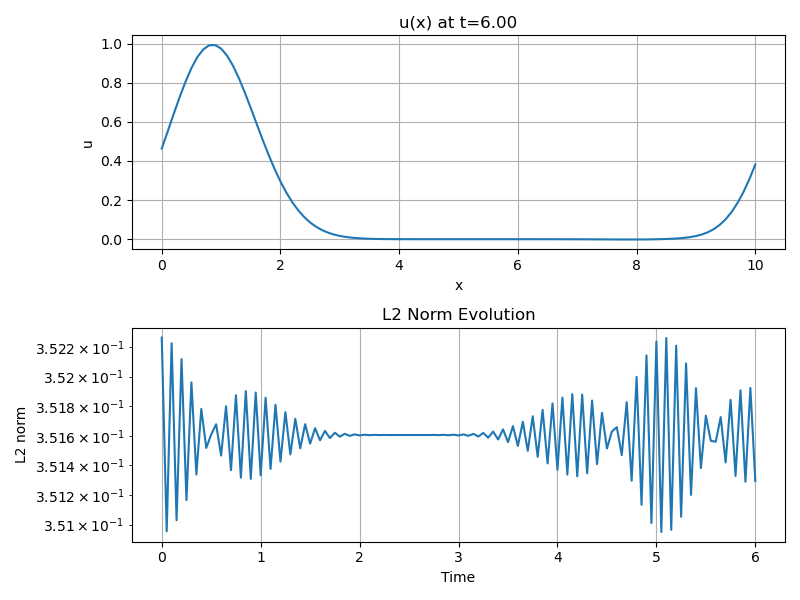 u(x) at t=6.00
1.0
0.8
0.6
0.4
0.2
0.0
u
0 2 4 6 8 10
x
L2 Norm Evolution
3.522 × 10⁻¹
3.52 × 10⁻¹
3.518 × 10⁻¹
3.516 × 10⁻¹
3.514 × 10⁻¹
3.512 × 10⁻¹
3.51 × 10⁻¹
L2 norm
0 1 2 3 4 5 6
Time